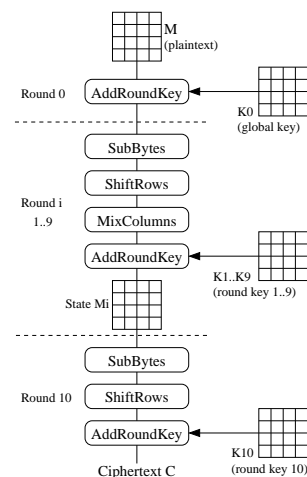 M
(plaintext)
Round 0
AddRoundKey
K0
(global key)
SubBytes
ShiftRows
Round i
1..9
MixColumns
AddRoundKey
K1..K9
(round key 1..9)
State Mi
SubBytes
Round 10
ShiftRows
AddRoundKey
K10
(round key 10)
Ciphertext C